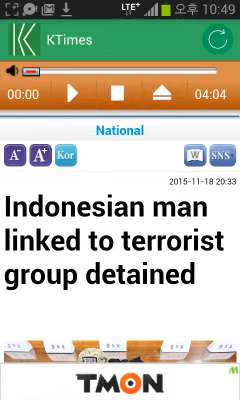 LTE+
오후 10:49
K
KTimes
00:00
04:04
National
A-
A+
Kor
W
SNS
2015-11-18 20:33
Indonesian man
linked to terrorist
group detained
TMON